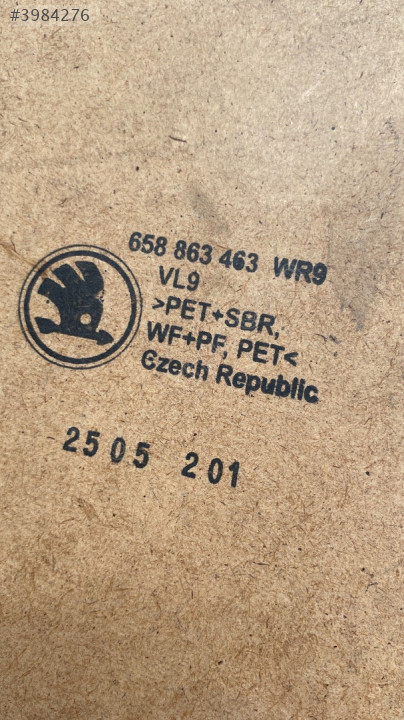 #3984276
658 863 463 WR9
VL9
>PET+SBR,
WF+PF, PET<
Czech Republic
2505 201